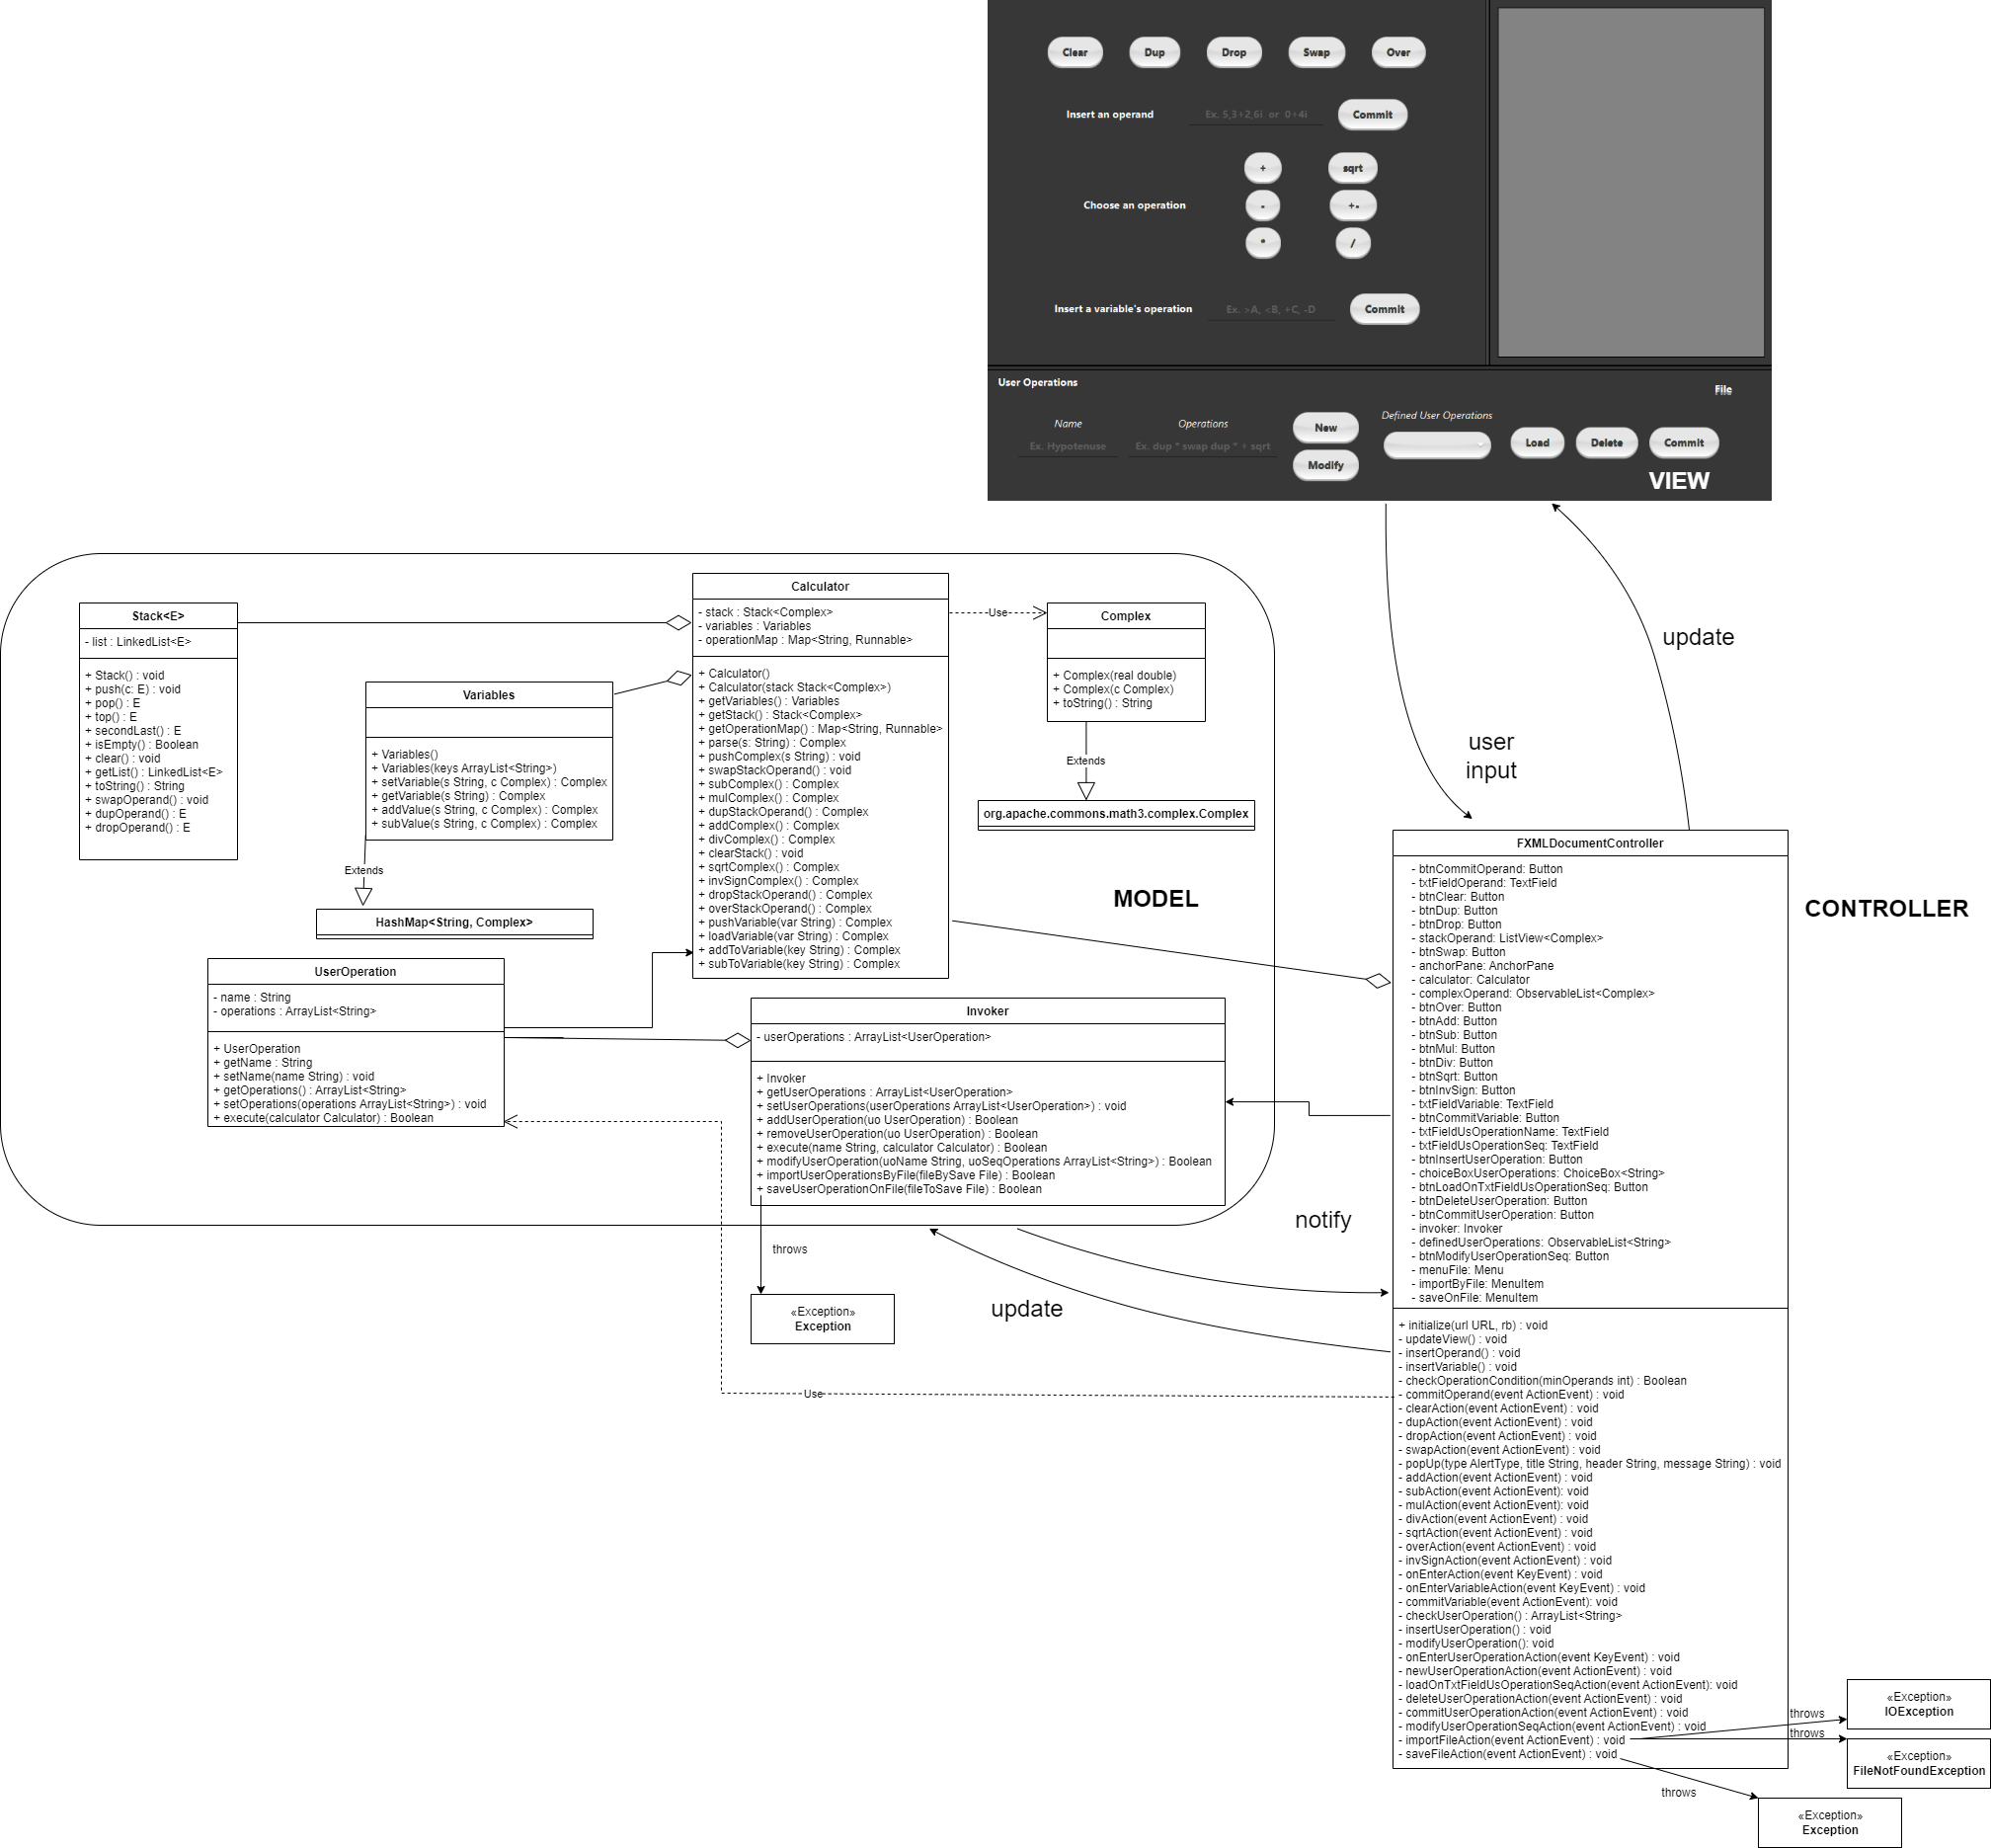 Clear
Dup
Drop
Swap
Over
Insert an operand
Ex. 5,3+2,6i or 0+4i
Commit
+
sqrt
Choose an operation
-
+-
*
/
Insert a variable's operation
Ex. >A, <B, +C, -D
Commit
User Operations
File
Name
Operations
Ex. Hypotenuse
Ex. dup * swap dup * + sqrt
New
Modify
Defined User Operations
Load
Delete
Commit
VIEW
update
user
input
Stack<E>
- list : LinkedList<E>
+ Stack() : void
+ push(c: E) : void
+ pop() : E
+ top() : E
+ secondLast() : E
+ isEmpty() : Boolean
+ clear() : void
+ getList() : LinkedList<E>
+ toString() : String
+ swapOperand() : void
+ dupOperand() : E
+ dropOperand() : E
Variables
+ Variables()
+ Variables(keys ArrayList<String>)
+ setVariable(s String, c Complex) : Complex
+ getVariable(s String) : Complex
+ addValue(s String, c Complex) : Complex
+ subValue(s String, c Complex) : Complex
Extends
HashMap<String, Complex>
Calculator
- stack : Stack<Complex>
- variables : Variables
- operationMap : Map<String, Runnable>
+ Calculator()
+ Calculator(stack Stack<Complex>)
+ getVariables() : Variables
+ getStack() : Stack<Complex>
+ getOperationMap() : Map<String, Runnable>
+ parse(s: String) : Complex
+ pushComplex(s String) : void
+ swapStackOperand() : void
+ subComplex() : Complex
+ mulComplex() : Complex
+ dupStackOperand() : Complex
+ addComplex() : Complex
+ divComplex() : Complex
+ clearStack() : void
+ sqrtComplex() : Complex
+ invSignComplex() : Complex
+ dropStackOperand() : Complex
+ overStackOperand() : Complex
+ pushVariable(var String) : Complex
+ loadVariable(var String) : Complex
+ addToVariable(key String) : Complex
+ subToVariable(key String) : Complex
Use
Complex
+ Complex(real double)
+ Complex(c Complex)
+ toString() : String
Extends
org.apache.commons.math3.complex.Complex
MODEL
UserOperation
- name : String
- operations : ArrayList<String>
+ UserOperation
+ getName : String
+ setName(name String) : void
+ getOperations() : ArrayList<String>
+ setOperations(operations ArrayList<String>) : void
+ execute(calculator Calculator) : Boolean
Invoker
- userOperations : ArrayList<UserOperation>
+ Invoker
+ getUserOperations : ArrayList<UserOperation>
+ setUserOperations(userOperations ArrayList<UserOperation>) : void
+ addUserOperation(uo UserOperation) : Boolean
+ removeUserOperation(uo UserOperation) : Boolean
+ execute(name String, calculator Calculator) : Boolean
+ modifyUserOperation(uoName String, uoSeqOperations ArrayList<String>) : Boolean
+ importUserOperationsByFile(fileBySave File) : Boolean
+ saveUserOperationOnFile(fileToSave File) : Boolean
throws
«Exception»
Exception
notify
update
Use
CONTROLLER
FXMLDocumentController
- btnCommitOperand: Button
- txtFieldOperand: TextField
- btnClear: Button
- btnDup: Button
- btnDrop: Button
- stackOperand: ListView<Complex>
- btnSwap: Button
- anchorPane: AnchorPane
- calculator: Calculator
- complexOperand: ObservableList<Complex>
- btnOver: Button
- btnAdd: Button
- btnSub: Button
- btnMul: Button
- btnDiv: Button
- btnSqrt: Button
- btnInvSign: Button
- txtFieldVariable: TextField
- btnCommitVariable: Button
- txtFieldUsOperationName: TextField
- txtFieldUsOperationSeq: TextField
- btnInsertUserOperation: Button
- choiceBoxUserOperations: ChoiceBox<String>
- btnLoadOnTxtFieldUsOperationSeq: Button
- btnDeleteUserOperation: Button
- btnCommitUserOperation: Button
- invoker: Invoker
- definedUserOperations: ObservableList<String>
- btnModifyUserOperationSeq: Button
- menuFile: Menu
- importByFile: MenuItem
- saveOnFile: MenuItem
+ initialize(url URL, rb) : void
- updateView() : void
- insertOperand() : void
- insertVariable() : void
- checkOperationCondition(minOperands int) : Boolean
- commitOperand(event ActionEvent) : void
- clearAction(event ActionEvent) : void
- dupAction(event ActionEvent) : void
- dropAction(event ActionEvent) : void
- swapAction(event ActionEvent) : void
- popUp(type AlertType, title String, header String, message String) : void
- addAction(event ActionEvent) : void
- subAction(event ActionEvent): void
- mulAction(event ActionEvent): void
- divAction(event ActionEvent) : void
- sqrtAction(event ActionEvent) : void
- overAction(event ActionEvent) : void
- invSignAction(event ActionEvent) : void
- onEnterAction(event KeyEvent) : void
- onEnterVariableAction(event KeyEvent) : void
- commitVariable(event ActionEvent): void
- checkUserOperation() : ArrayList<String>
- insertUserOperation() : void
- modifyUserOperation(): void
- onEnterUserOperationAction(event KeyEvent) : void
- newUserOperationAction(event ActionEvent) : void
- loadOnTxtFieldUsOperationSeqAction(event ActionEvent): void
- deleteUserOperationAction(event ActionEvent) : void
- commitUserOperationAction(event ActionEvent) : void
- modifyUserOperationSeqAction(event ActionEvent) : void
- importFileAction(event ActionEvent) : void
- saveFileAction(event ActionEvent) : void
throws
«Exception»
IOException
throws
«Exception»
FileNotFoundException
throws
«Exception»
Exception